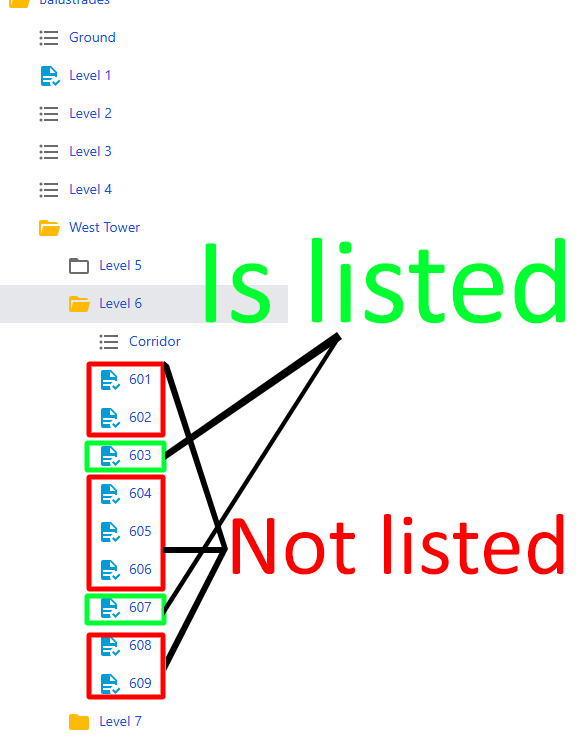 Balustrades
Ground
Level 1
Level 2
Level 3
Level 4
West Tower
Level 5
Is listed
Level 6
Corridor
601
602
603
604
605
Not listed
606
607
608
609
Level 7